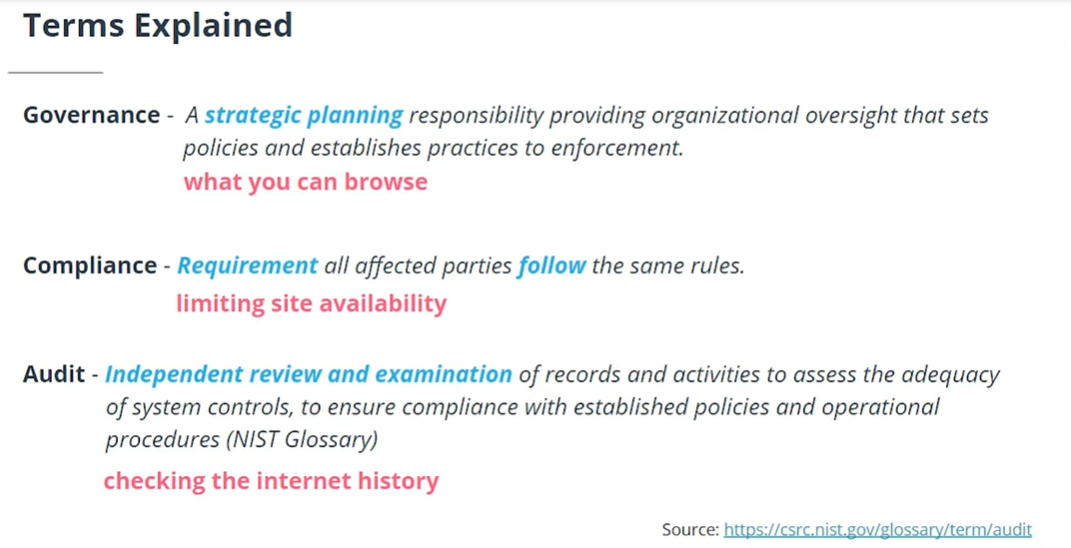 Terms Explained
Governance - A strategic planning responsibility providing organizational oversight that sets
policies and establishes practices to enforcement.
what you can browse
Compliance - Requirement all affected parties follow the same rules.
limiting site availability
Audit - Independent review and examination of records and activities to assess the adequacy
of system controls, to ensure compliance with established policies and operational
procedures (NIST Glossary)
checking the internet history
Source: https://csrc.nist.gov/glossary/term/audit